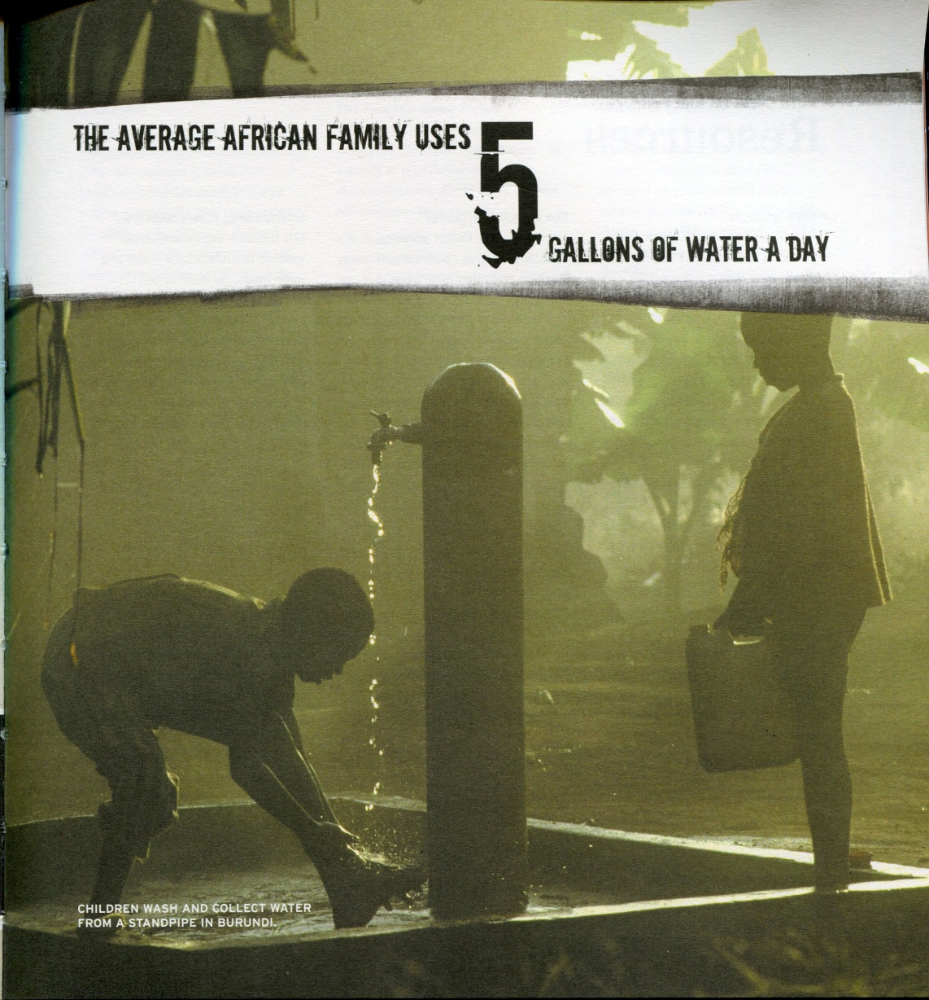 THE AVERAGE AFRICAN FAMILY USES
5
GALLONS OF WATER A DAY
CHILDREN WASH AND COLLECT WATER
FROM A STANDPIPE IN BURUNDI.